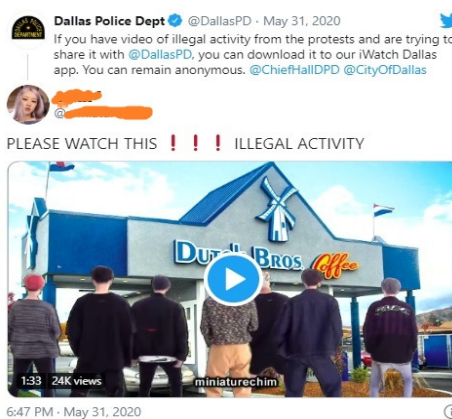 Dallas Police Dept @DallasPD · May 31, 2020
If you have video of illegal activity from the protests and are trying to
share it with @DallasPD, you can download it to our iWatch Dallas
app. You can remain anonymous. @ChiefHallDPD @CityOfDallas
@
PLEASE WATCH THIS ❗ ❗ ❗ ILLEGAL ACTIVITY
BROS. Coffee
1:33 24K views
miniaturechim
6:47 PM · May 31, 2020